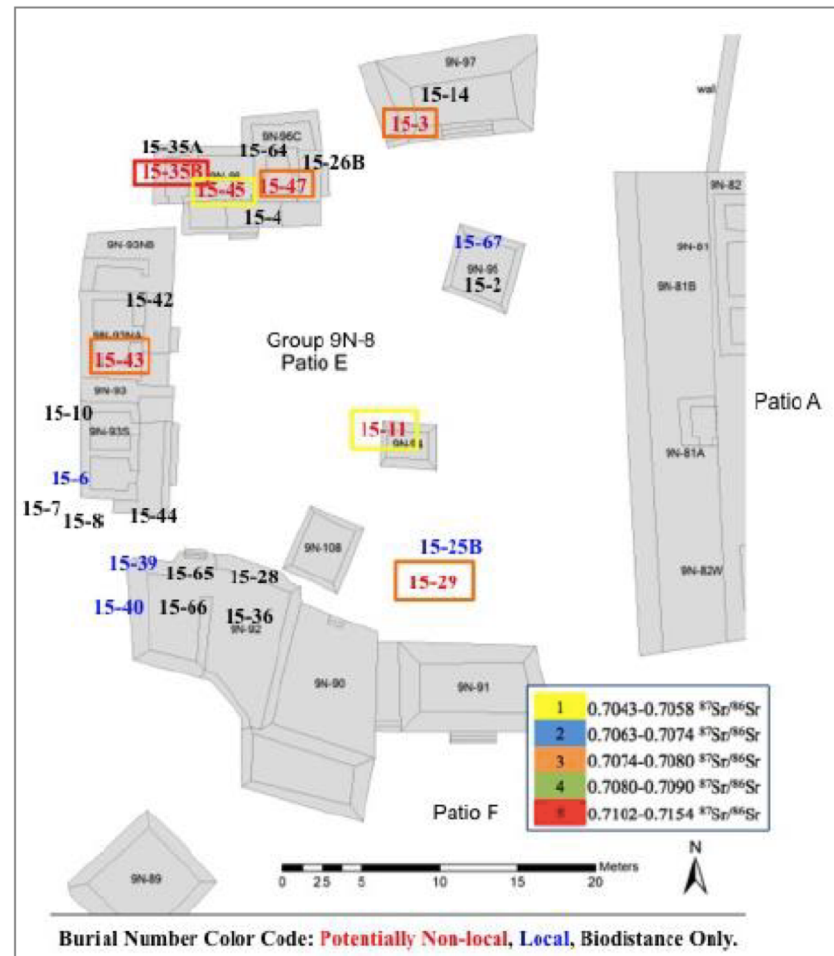 9N-97
15-14
wall
15-3
9N-96C
15-35A
15-64
15-26B
9N-82
15-35B
15-45
15-47
15-4
15-67
9N-93NB
9N-81
15-2
9N-81B
15-42
Group 9N-8
9N-93NA
Patio E
15-43
Patio A
9N-93
15-10
15-11
9N-93S
9N-81A
15-6
15-7
15-8
15-44
15-25B
9N-108
15-39
15-65
15-28
9N-82W
15-29
15-40
15-66
15-36
9N-92
9N-90
9N-91
1 0.7043-0.7058 ⁸⁷Sr/⁸⁶Sr
2 0.7063-0.7074 ⁸⁷Sr/⁸⁶Sr
3 0.7074-0.7080 ⁸⁷Sr/⁸⁶Sr
4 0.7080-0.7090 ⁸⁷Sr/⁸⁶Sr
0.7102-0.7154 ⁸⁷Sr/⁸⁶Sr
Patio F
N
Meters
0 2.5 5 10 15 20
9N-89
Burial Number Color Code: Potentially Non-local, Local, Biodistance Only.